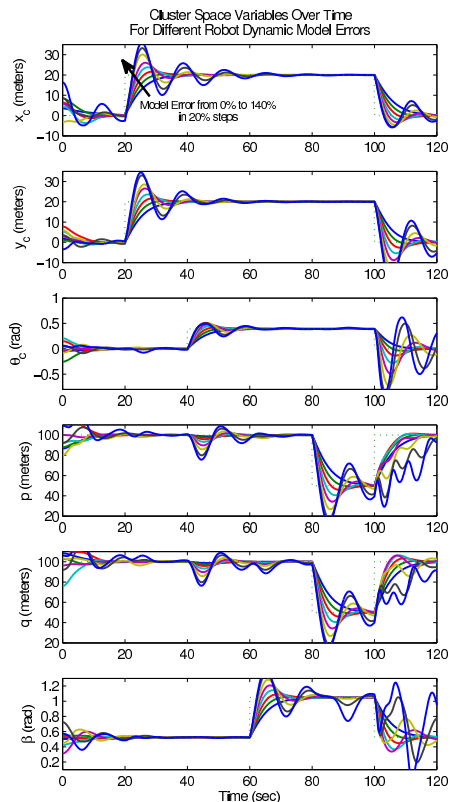 Cluster Space Variables Over Time
For Different Robot Dynamic Model Errors
x_c (meters)
30
20
10
0
−10
Model Error from 0% to 140%
in 20% steps
0 20 40 60 80 100 120
y_c (meters)
30
20
10
0
−10
0 20 40 60 80 100 120
θ_c (rad)
1
0.5
0
−0.5
0 20 40 60 80 100 120
p (meters)
100
80
60
40
20
0 20 40 60 80 100 120
q (meters)
100
80
60
40
20
0 20 40 60 80 100 120
β (rad)
1.2
1
0.8
0.6
0.4
0.2
0 20 40 60 80 100 120
Time (sec)